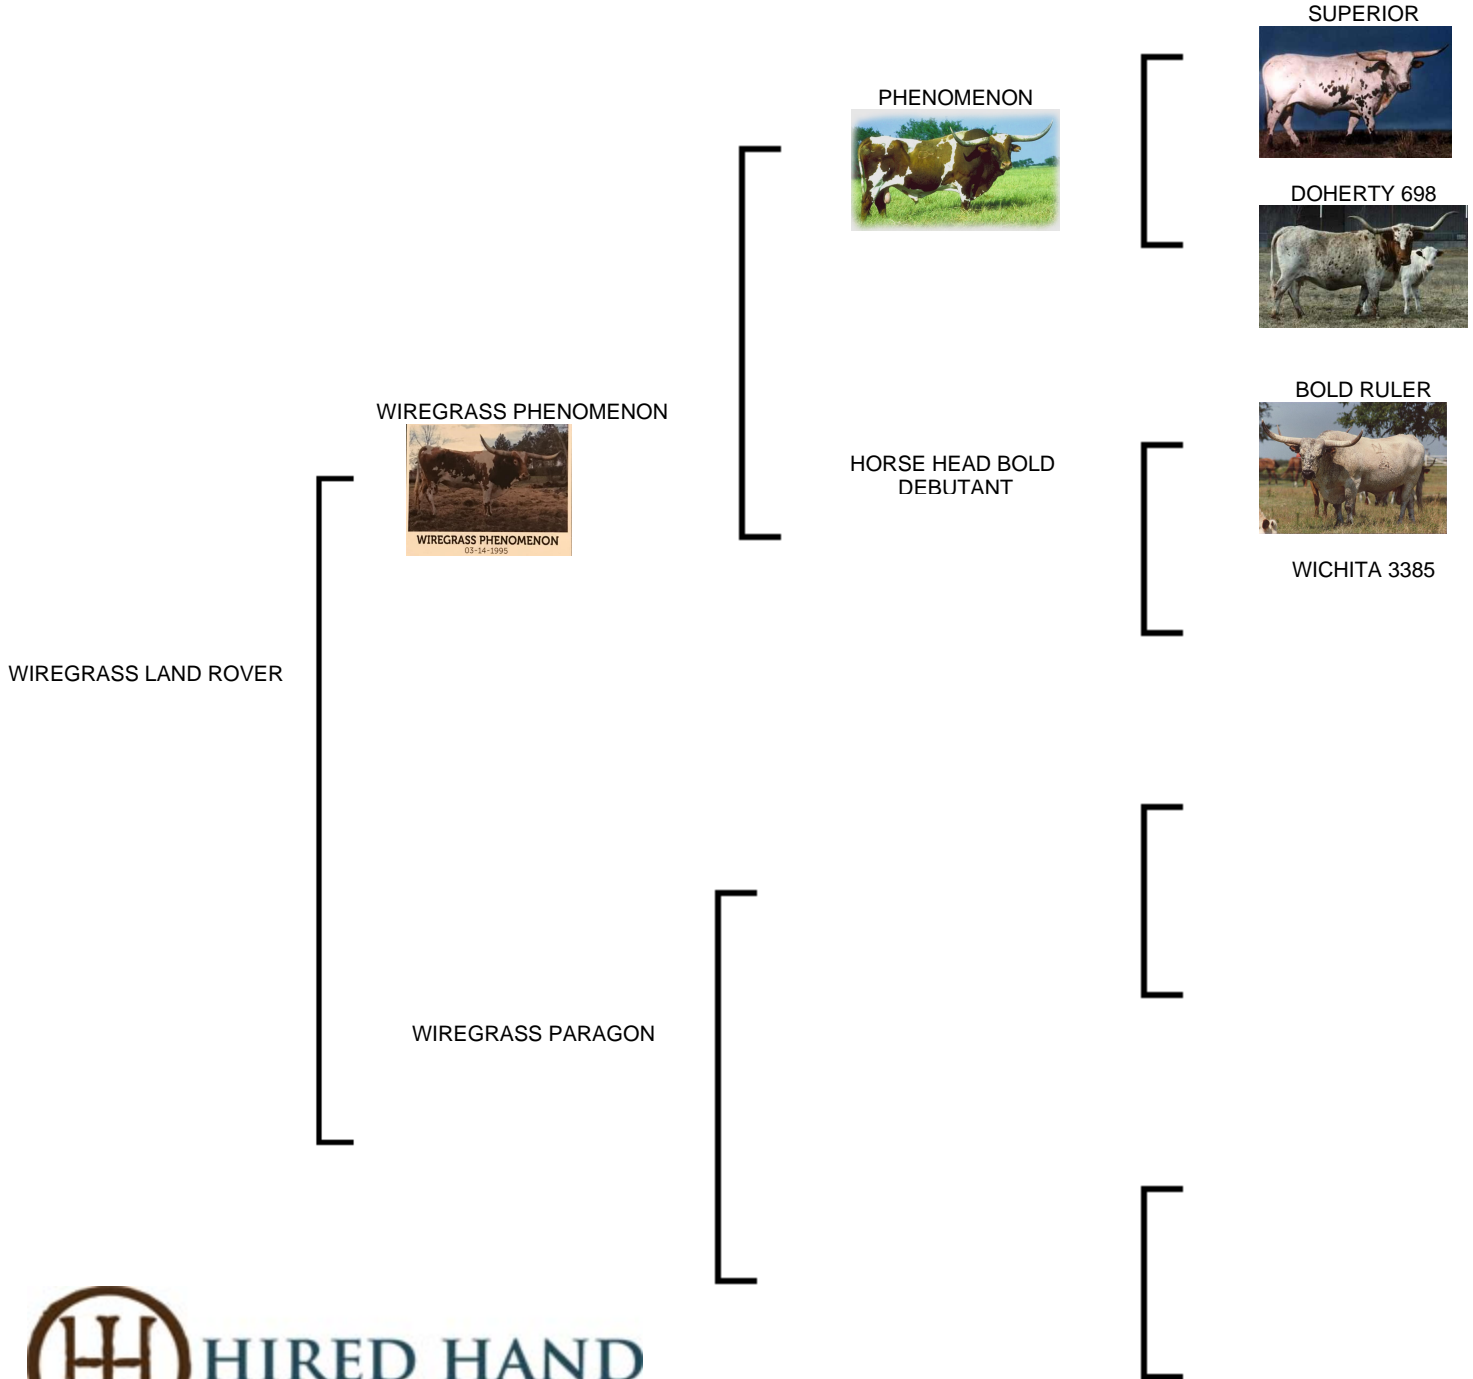 SUPERIOR
PHENOMENON
DOHERTY 698
BOLD RULER
WIREGRASS PHENOMENON
HORSE HEAD BOLD
DEBUTANT
WIREGRASS PHENOMENON
03-14-1995
WICHITA 3385
WIREGRASS LAND ROVER
WIREGRASS PARAGON
HIRED HAND